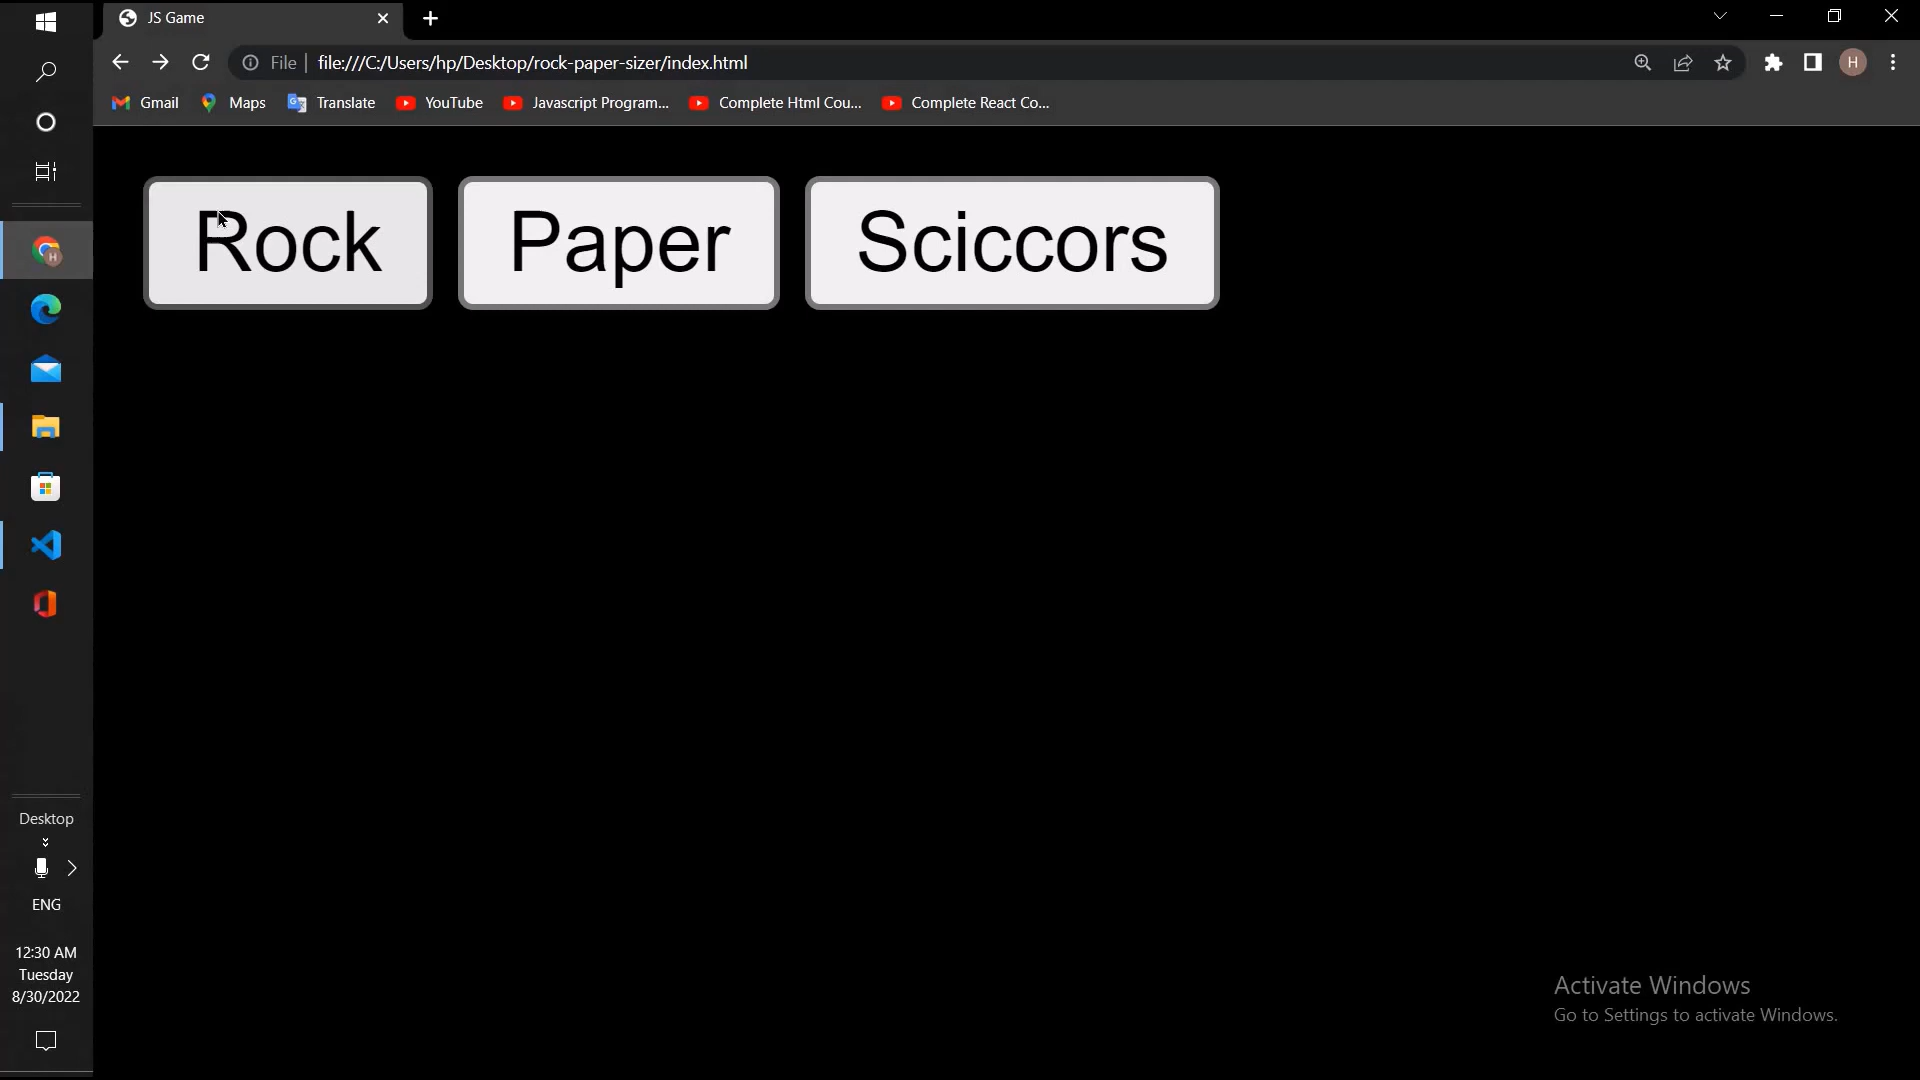 JS Game
File
file:///C:/Users/hp/Desktop/rock-paper-sizer/index.html
H
Gmail Maps Translate YouTube Javascript Program... Complete Html Cou... Complete React Co...
Rock Paper Sciccors
H
Desktop
ENG
12:30 AM
Tuesday
8/30/2022
Activate Windows
Go to Settings to activate Windows.